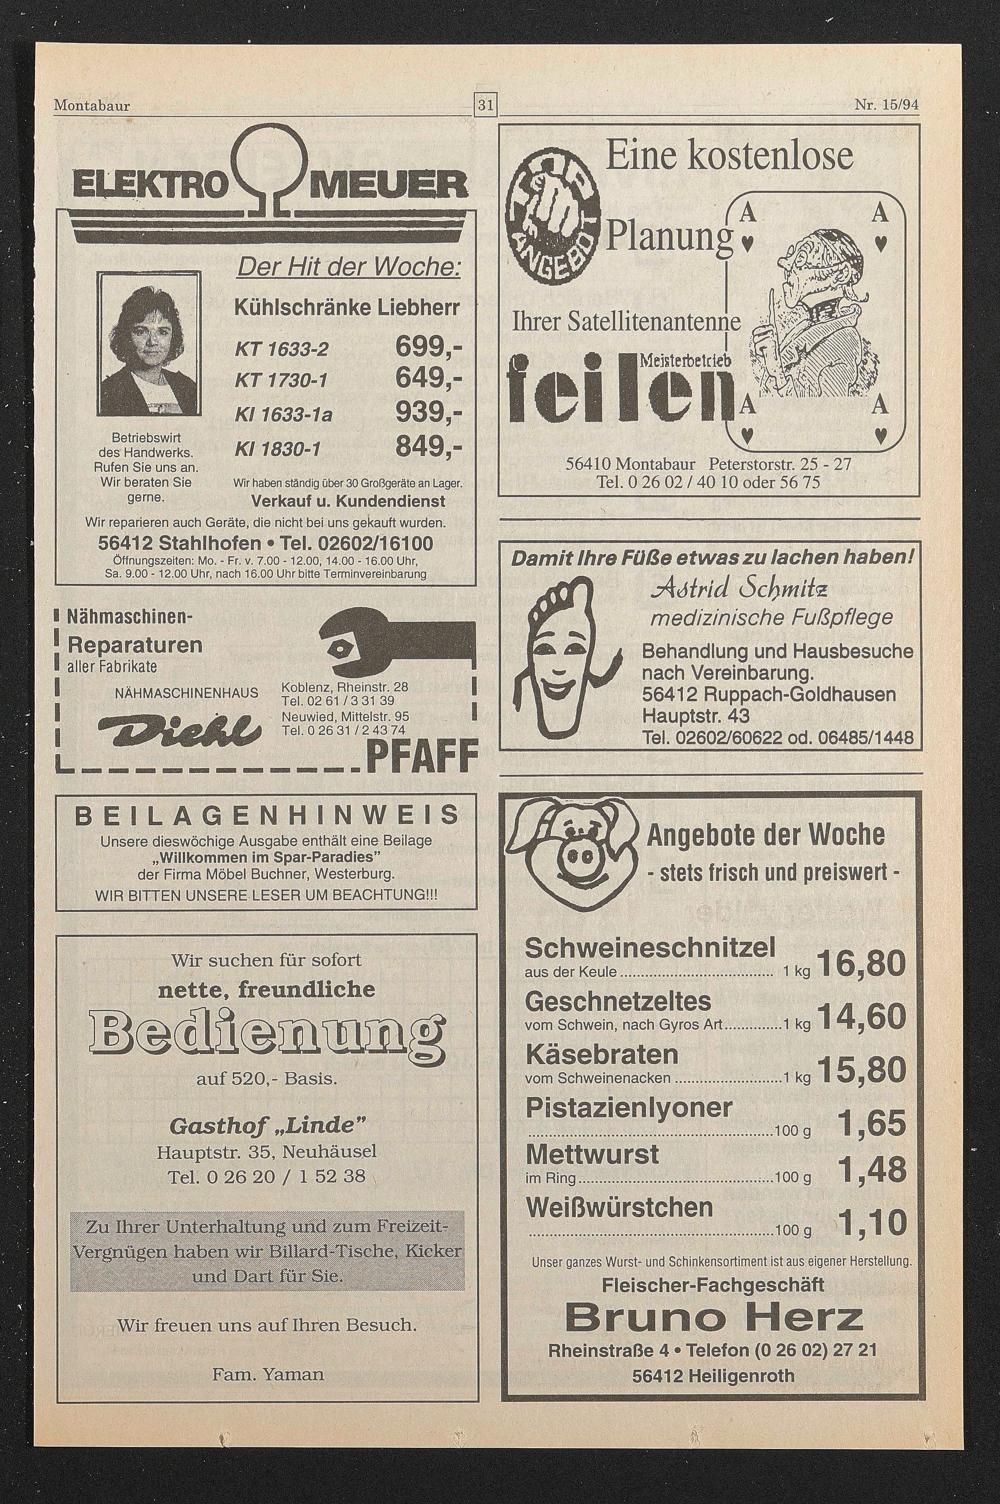 Montabaur
31
Nr. 15/94
ELEKTRO MEUER
Der Hit der Woche:
Kühlschränke Liebherr
KT 1633-2 699,-
KT 1730-1 649,-
KI 1633-1a 939,-
KI 1830-1 849,-
Betriebswirt
des Handwerks.
Rufen Sie uns an.
Wir beraten Sie
gerne.
Wir haben ständig über 30 Großgeräte an Lager.
Verkauf u. Kundendienst
Wir reparieren auch Geräte, die nicht bei uns gekauft wurden.
56412 Stahlhofen • Tel. 02602/16100
Öffnungszeiten: Mo. - Fr. v. 7.00 - 12.00, 14.00 - 16.00 Uhr,
Sa. 9.00 - 12.00 Uhr, nach 16.00 Uhr bitte Terminvereinbarung
Nähmaschinen-
Reparaturen
aller Fabrikate
NÄHMASCHINENHAUS
Diehl
Koblenz, Rheinstr. 28
Tel. 02 61 / 3 31 39
Neuwied, Mittelstr. 95
Tel. 0 26 31 / 2 43 74
PFAFF
BEILAGENHINWEIS
Unsere dieswöchige Ausgabe enthält eine Beilage
„Willkommen im Spar-Paradies”
der Firma Möbel Buchner, Westerburg.
WIR BITTEN UNSERE LESER UM BEACHTUNG!!!
Wir suchen für sofort
nette, freundliche
Bedienung
auf 520,- Basis.
Gasthof „Linde”
Hauptstr. 35, Neuhäusel
Tel. 0 26 20 / 1 52 38
Zu Ihrer Unterhaltung und zum Freizeit-
Vergnügen haben wir Billard-Tische, Kicker
und Dart für Sie.
Wir freuen uns auf Ihren Besuch.
Fam. Yaman
TOP
ANGEBOT
Eine kostenlose
Planung
A A
Ihrer Satellitenantenne
Meisterbetrieb
feilen
A A
56410 Montabaur Peterstorstr. 25 - 27
Tel. 0 26 02 / 40 10 oder 56 75
Damit Ihre Füße etwas zu lachen haben!
Astrid Schmitz
medizinische Fußpflege
Behandlung und Hausbesuche
nach Vereinbarung.
56412 Ruppach-Goldhausen
Hauptstr. 43
Tel. 02602/60622 od. 06485/1448
Angebote der Woche
- stets frisch und preiswert -
Schweineschnitzel
aus der Keule ........................................ 1 kg 16,80
Geschnetzeltes
vom Schwein, nach Gyros Art..............1 kg 14,60
Käsebraten
vom Schweinenacken ...........................1 kg 15,80
Pistazienlyoner
..............................................................100 g 1,65
Mettwurst
im Ring..................................................100 g 1,48
Weißwürstchen
..............................................................100 g 1,10
Unser ganzes Wurst- und Schinkensortiment ist aus eigener Herstellung.
Fleischer-Fachgeschäft
Bruno Herz
Rheinstraße 4 • Telefon (0 26 02) 27 21
56412 Heiligenroth